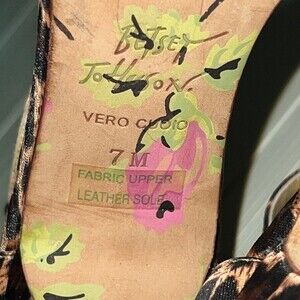 BETSEY
JOHNSON.
VERO CUOIO
7 M
FABRIC UPPER
LEATHER SOLE